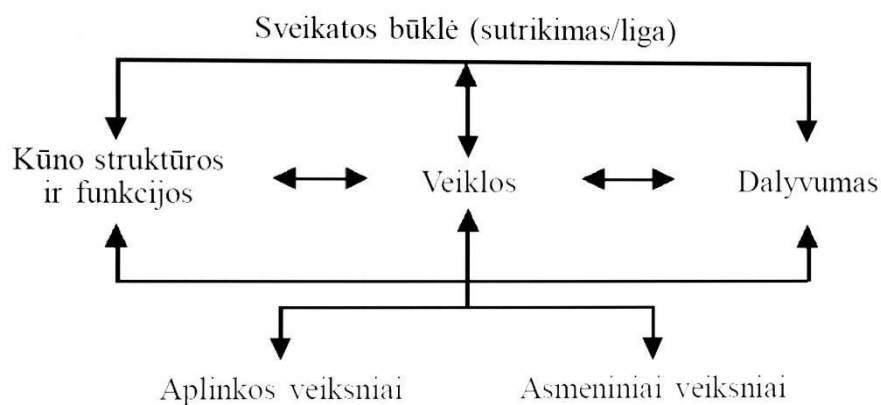 Sveikatos būklė (sutrikimas/liga)
Kūno struktūros
ir funkcijos
Veiklos
Dalyvumas
Aplinkos veiksniai
Asmeniniai veiksniai